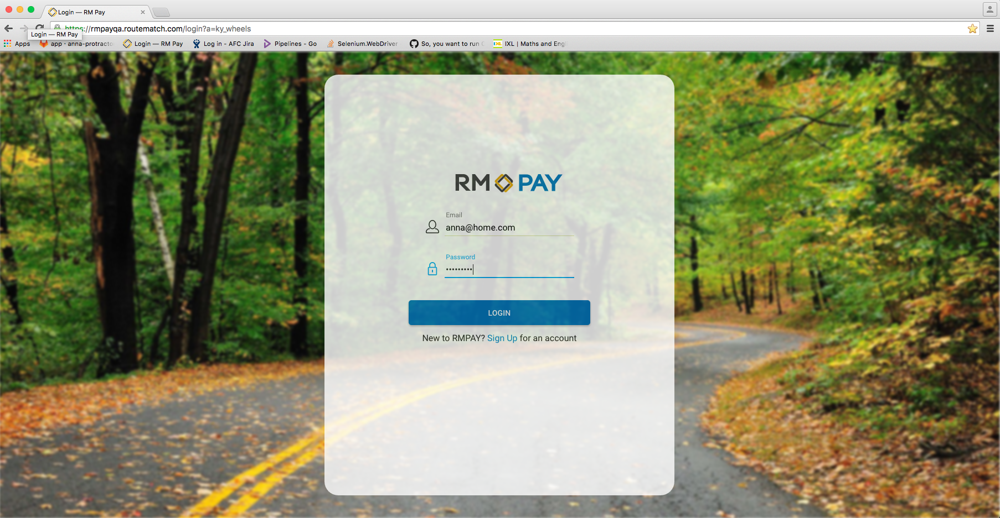 Login — RM Pay
https://rmpayqa.routematch.com/login?a=ky_wheels
Login — RM Pay
Apps app · anna-protracto Login — RM Pay Log in - AFC Jira Pipelines - Go Selenium.WebDriver So, you want to run IXL | Maths and Engl
RM PAY
Email
anna@home.com
Password
•••••••••
LOGIN
New to RMPAY? Sign Up for an account